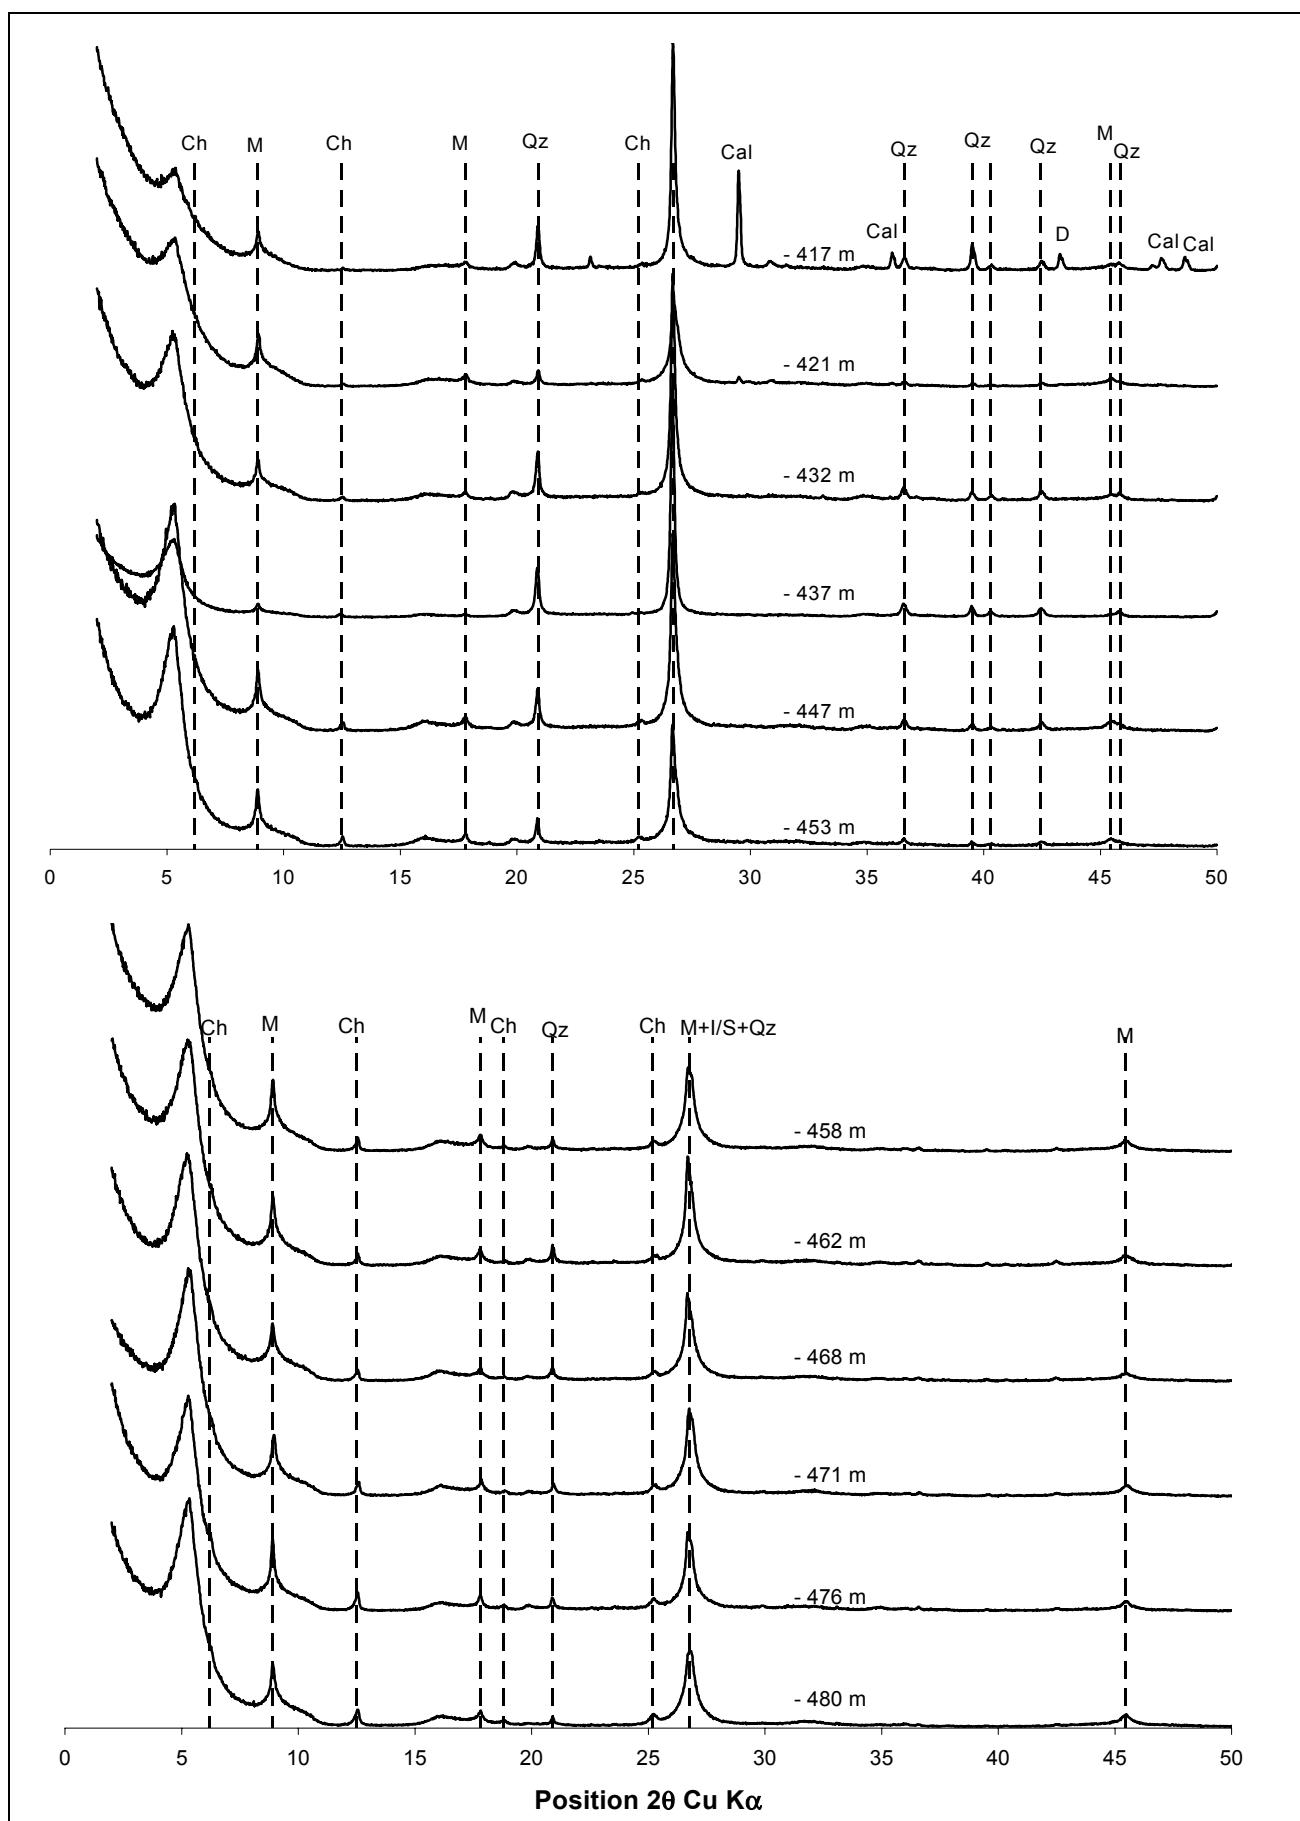 Ch M Ch M Qz Ch Cal Qz Qz Qz M Qz
Cal D Cal Cal
- 417 m
- 421 m
- 432 m
- 437 m
- 447 m
- 453 m
0 5 10 15 20 25 30 35 40 45 50
Ch M Ch M Ch Qz Ch M+I/S+Qz M
- 458 m
- 462 m
- 468 m
- 471 m
- 476 m
- 480 m
0 5 10 15 20 25 30 35 40 45 50
Position 2θ Cu Kα